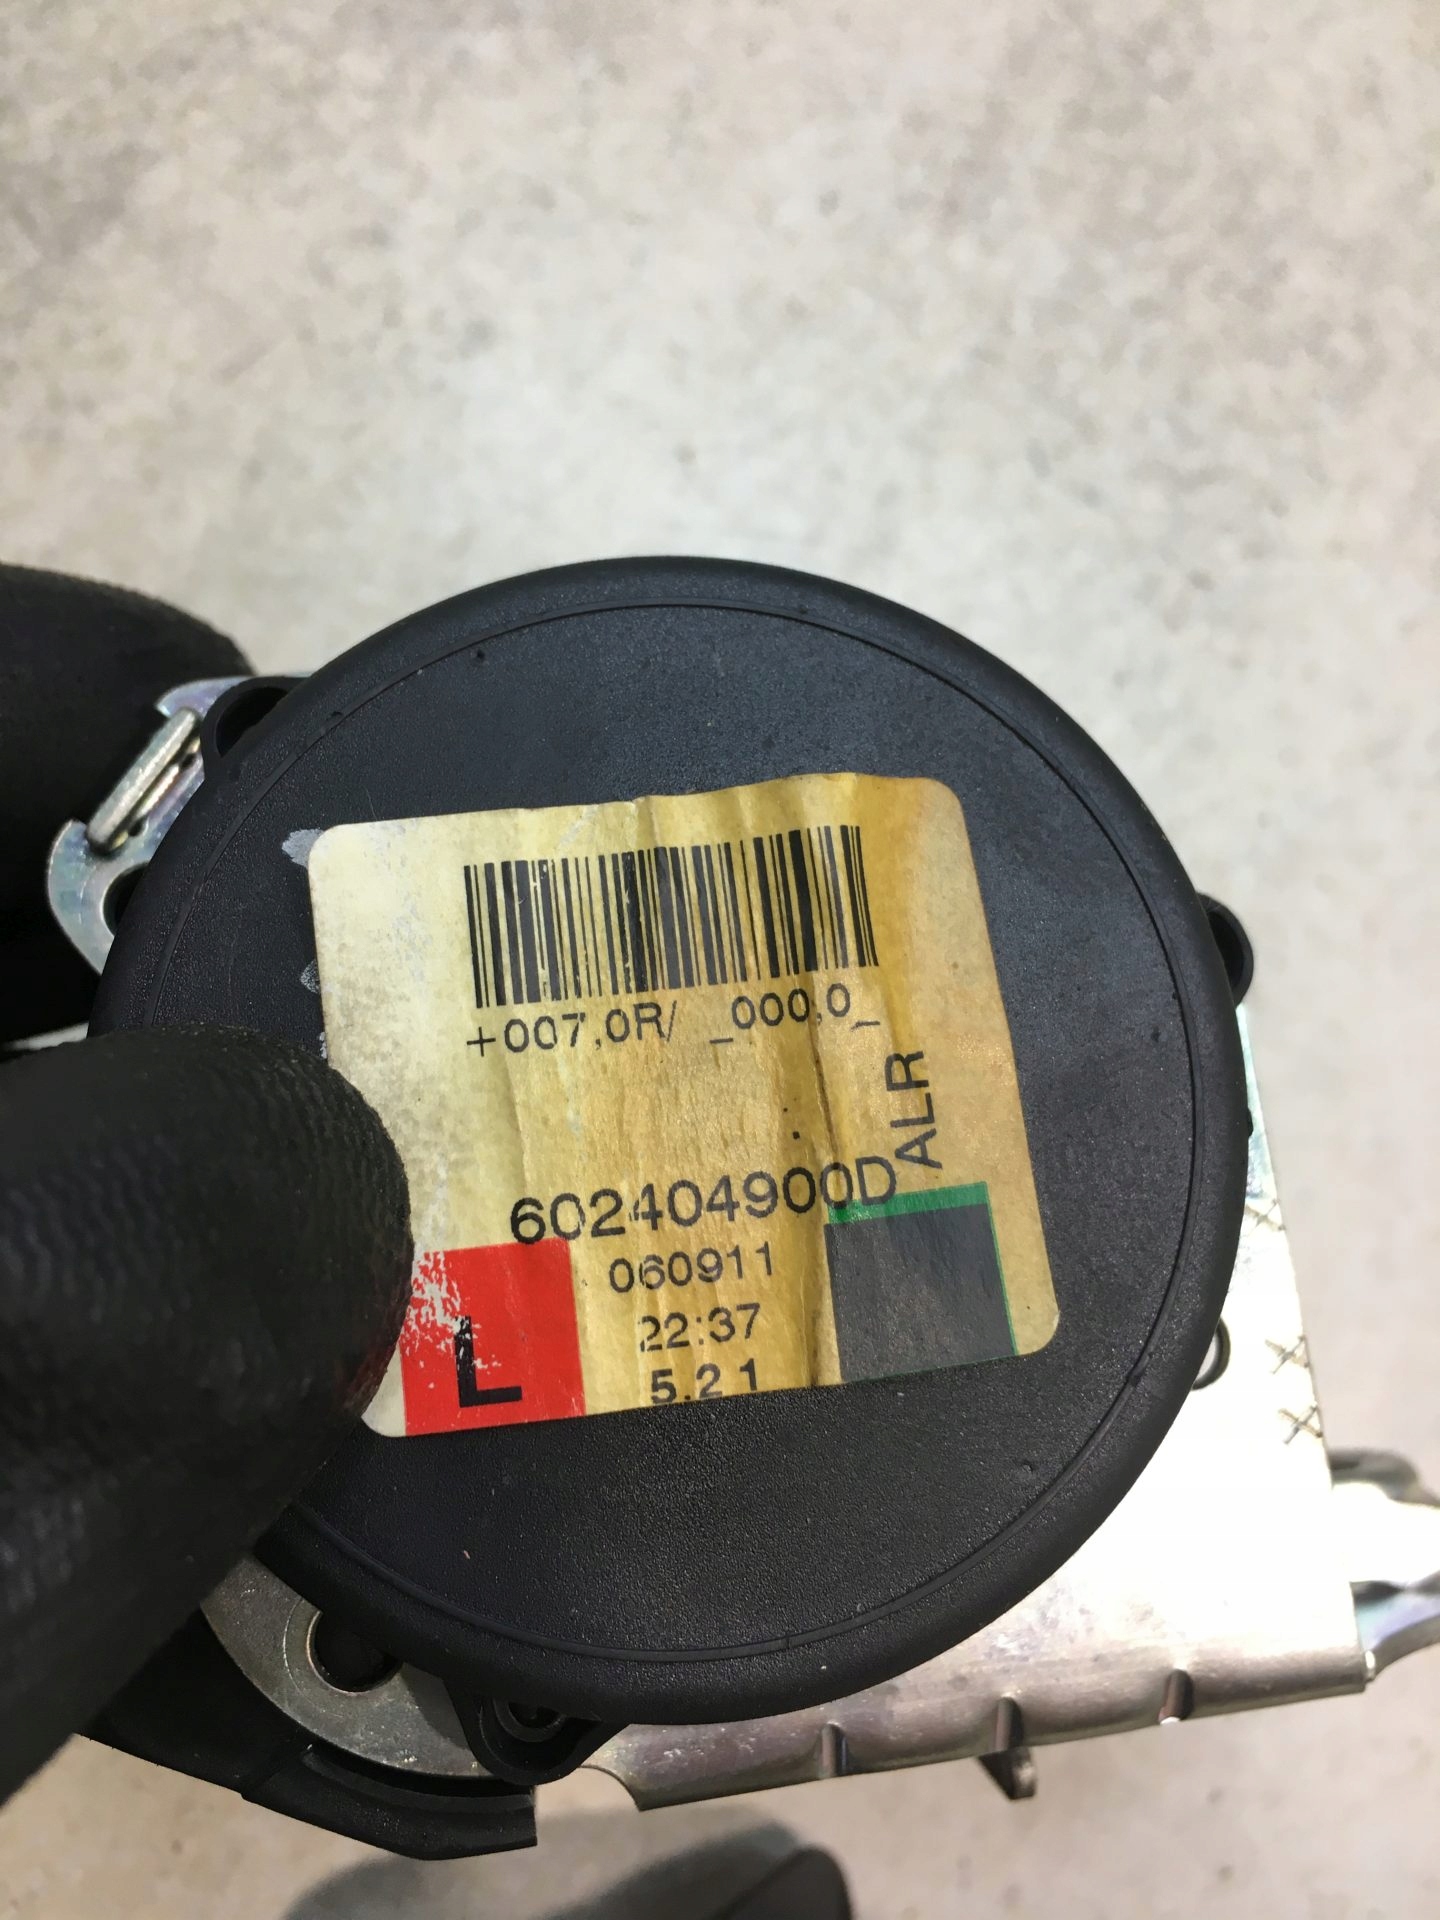 +007,0R/ _000,0_
ALR
602404900D
060911
22:37
5.2 1
L